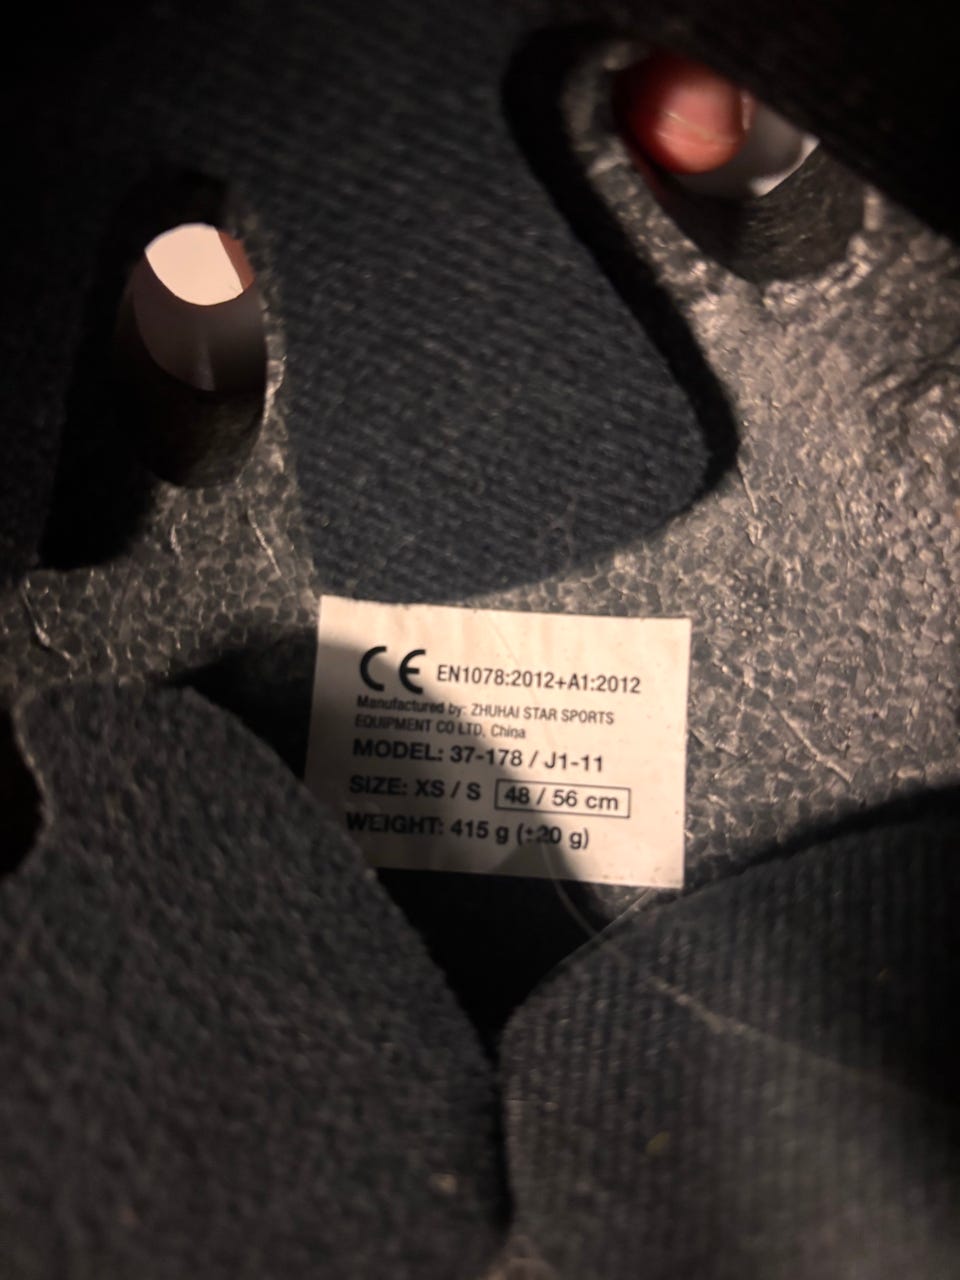 CE EN1078:2012+A1:2012
Manufactured by: ZHUHAI STAR SPORTS
EQUIPMENT CO LTD, China
MODEL: 37-178 / J1-11
SIZE: XS / S 48 / 56 cm
WEIGHT: 415 g (±20 g)